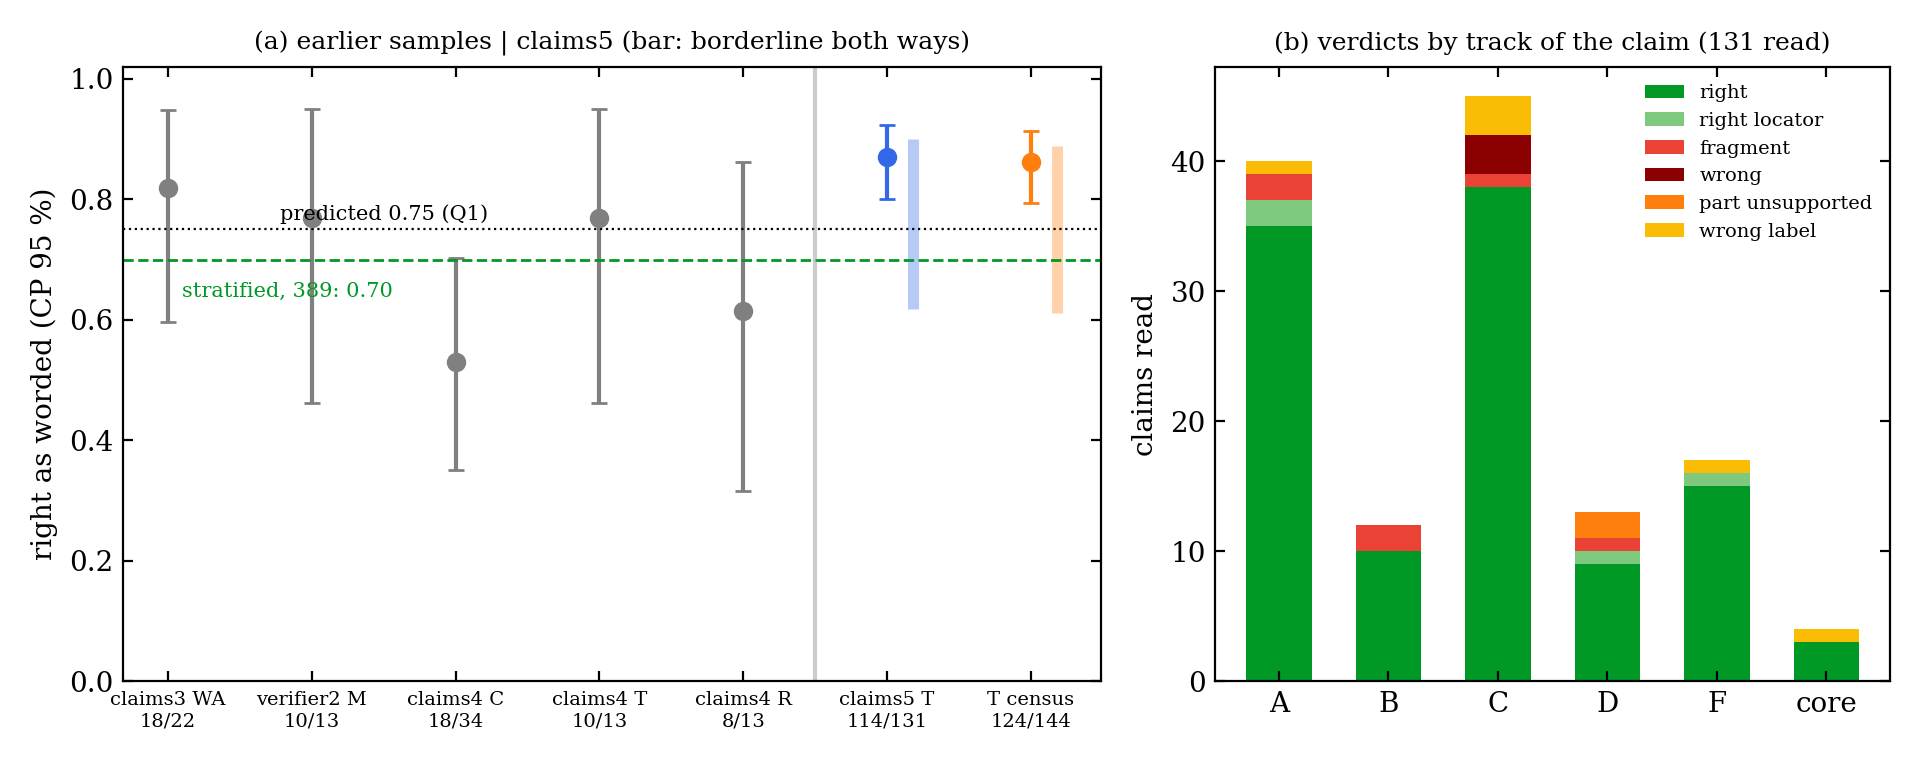 (a) earlier samples | claims5 (bar: borderline both ways)
right as worded (CP 95 %)
1.0
0.8
0.6
0.4
0.2
0.0
predicted 0.75 (Q1)
stratified, 389: 0.70
claims3 WA
18/22
verifier2 M
10/13
claims4 C
18/34
claims4 T
10/13
claims4 R
8/13
claims5 T
114/131
T census
124/144
(b) verdicts by track of the claim (131 read)
claims read
40
30
20
10
0
right
right locator
fragment
wrong
part unsupported
wrong label
A
B
C
D
F
core